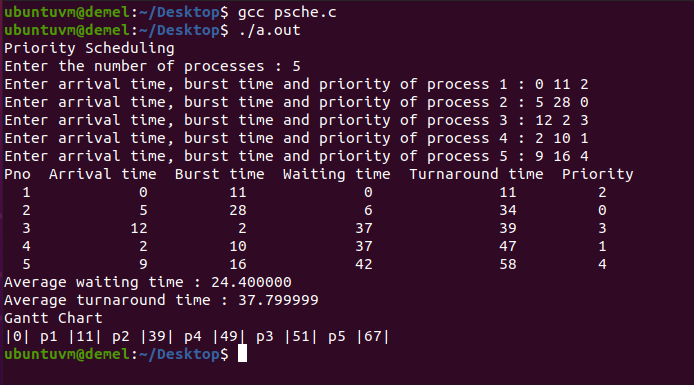 ubuntuvm@demel:~/Desktop$ gcc psche.c
ubuntuvm@demel:~/Desktop$ ./a.out
Priority Scheduling
Enter the number of processes : 5
Enter arrival time, burst time and priority of process 1 : 0 11 2
Enter arrival time, burst time and priority of process 2 : 5 28 0
Enter arrival time, burst time and priority of process 3 : 12 2 3
Enter arrival time, burst time and priority of process 4 : 2 10 1
Enter arrival time, burst time and priority of process 5 : 9 16 4
Pno  Arrival time  Burst time  Waiting time  Turnaround time  Priority
1 0 11 0 11 2
2 5 28 6 34 0
3 12 2 37 39 3
4 2 10 37 47 1
5 9 16 42 58 4
Average waiting time : 24.400000
Average turnaround time : 37.799999
Gantt Chart
|0| p1 |11| p2 |39| p4 |49| p3 |51| p5 |67|
ubuntuvm@demel:~/Desktop$